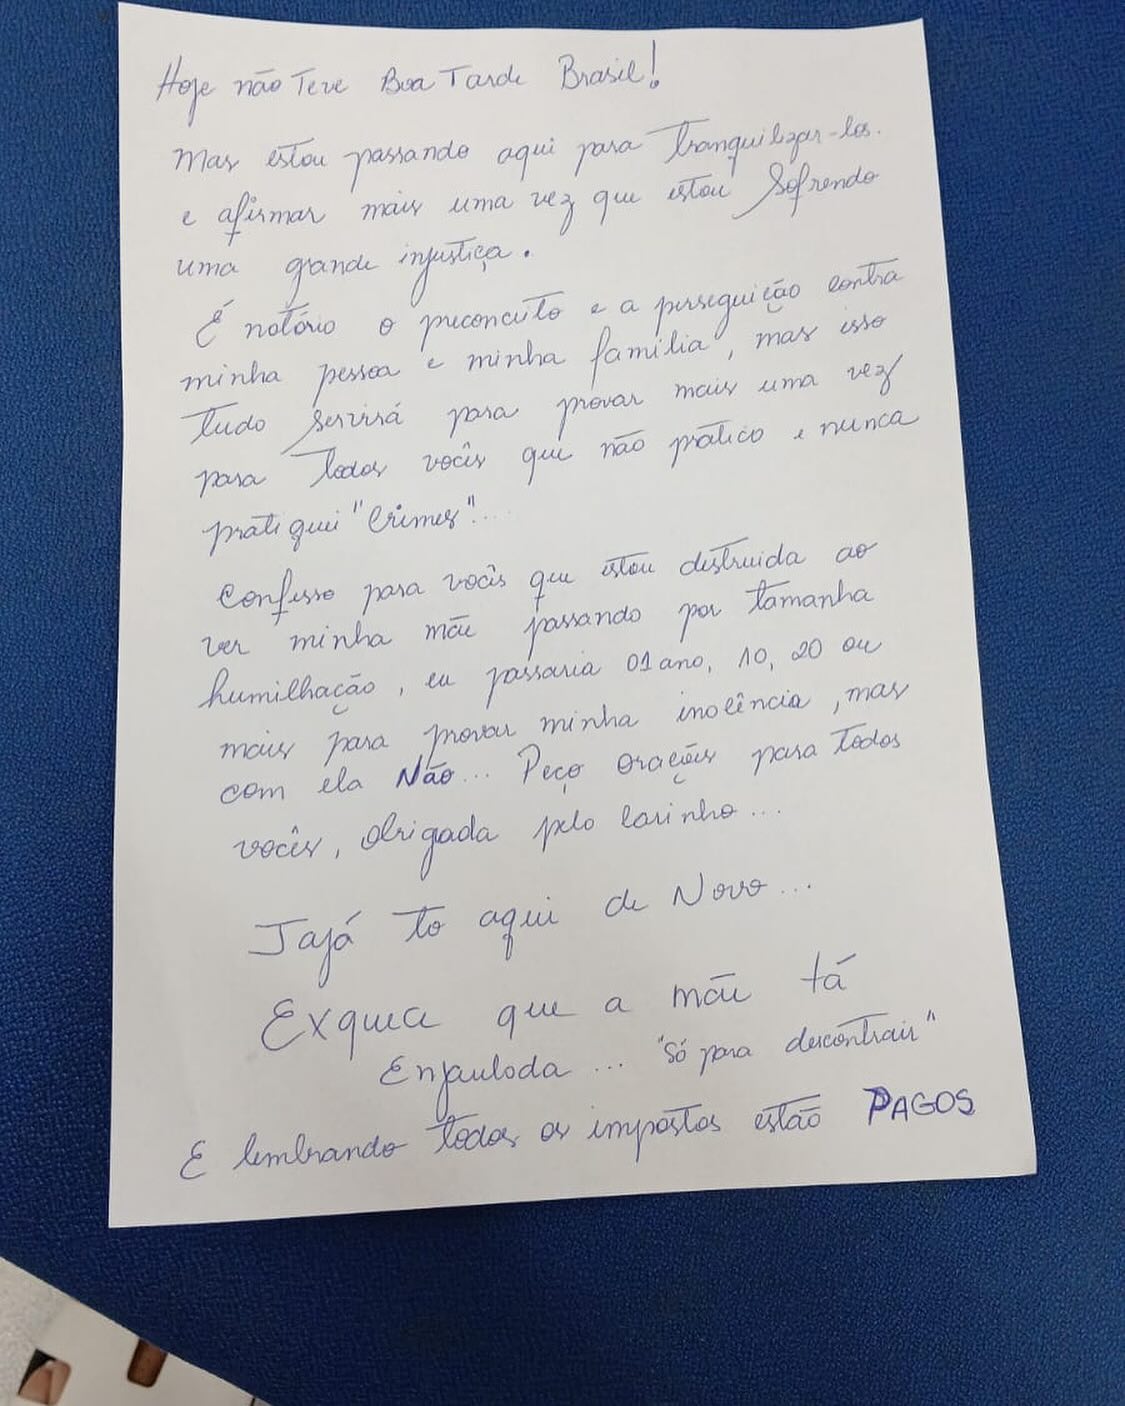 Hoje não Teve Boa Tarde Brasil!
Mas estou passando aqui para Tranquilizar-los.
e afirmar mais uma vez que estou Sofrendo
uma grande injustiça.
É notório o preconceito e a perseguição contra
minha pessoa e minha família, mas isso
Tudo Servirá para provar mais uma vez
para Todos vocês que não pratico e nunca
pratiquei "Crimes"...
Confesso para vocês que estou destruida ao
ver minha mãe passando por tamanha
humilhação, eu passaria 01 ano, 10, 20 ou
mais para provar minha inocência, mas
com ela Não... Peço orações para todos
vocês, Obrigada pelo Carinho...
Jajá to aqui de Novo...
Exquea que a mãe tá
Enjauloda... "Só para descontrair"
E lembrando todos os impostos estão PAGOS